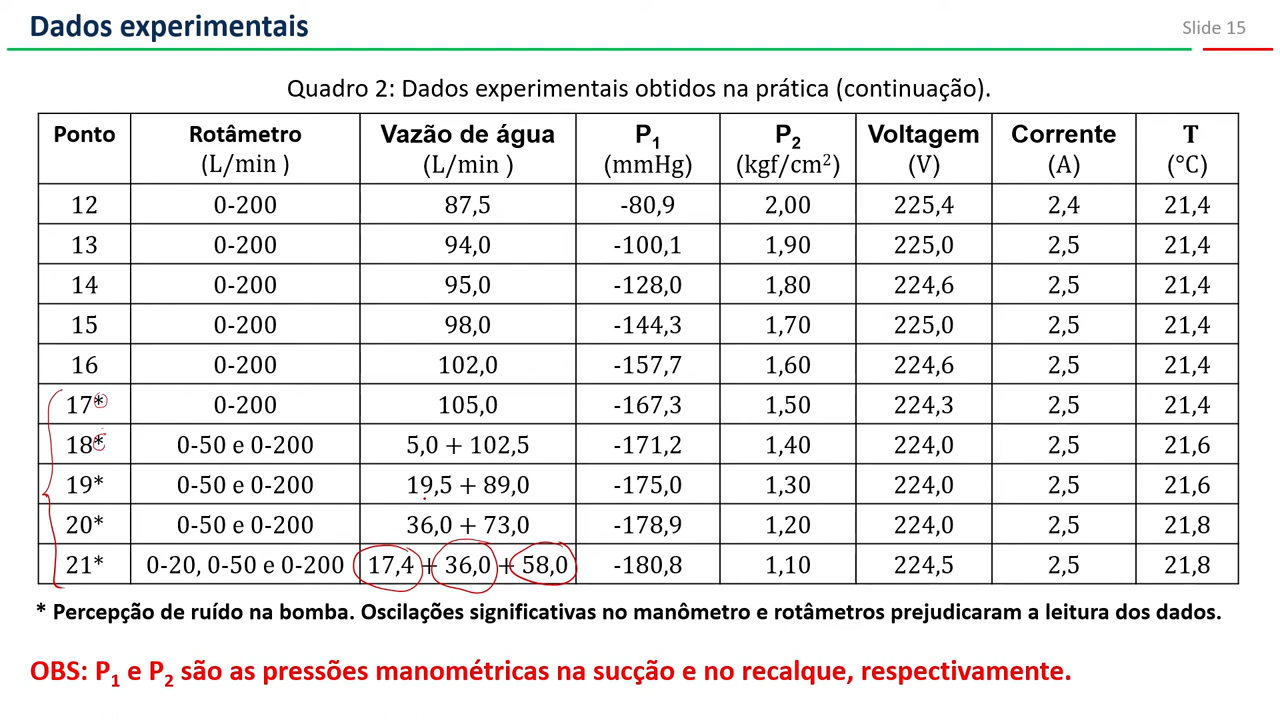 Dados experimentais
Slide 15
Quadro 2: Dados experimentais obtidos na prática (continuação).
Ponto Rotâmetro (L/min ) Vazão de água (L/min ) P1 (mmHg) P2 (kgf/cm²) Voltagem (V) Corrente (A) T (°C)
12 0-200 87,5 -80,9 2,00 225,4 2,4 21,4
13 0-200 94,0 -100,1 1,90 225,0 2,5 21,4
14 0-200 95,0 -128,0 1,80 224,6 2,5 21,4
15 0-200 98,0 -144,3 1,70 225,0 2,5 21,4
16 0-200 102,0 -157,7 1,60 224,6 2,5 21,4
17* 0-200 105,0 -167,3 1,50 224,3 2,5 21,4
18* 0-50 e 0-200 5,0 + 102,5 -171,2 1,40 224,0 2,5 21,6
19* 0-50 e 0-200 19,5 + 89,0 -175,0 1,30 224,0 2,5 21,6
20* 0-50 e 0-200 36,0 + 73,0 -178,9 1,20 224,0 2,5 21,8
21* 0-20, 0-50 e 0-200 17,4 + 36,0 + 58,0 -180,8 1,10 224,5 2,5 21,8
* Percepção de ruído na bomba. Oscilações significativas no manômetro e rotâmetros prejudicaram a leitura dos dados.
OBS: P1 e P2 são as pressões manométricas na sucção e no recalque, respectivamente.